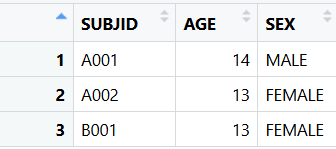 SUBJID AGE SEX
1 A001 14 MALE
2 A002 13 FEMALE
3 B001 13 FEMALE